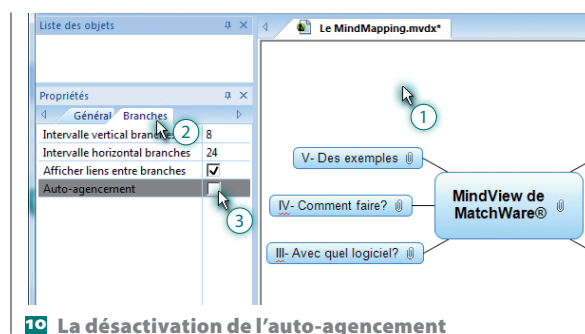 Liste des objets
Le MindMapping.mvdx*
Propriétés
Général Branches
Intervalle vertical branches 8
Intervalle horizontal branches 24
Afficher liens entre branches
Auto-agencement
1
2
3
V- Des exemples
IV- Comment faire?
III- Avec quel logiciel?
MindView de
MatchWare®
10 La désactivation de l'auto-agencement